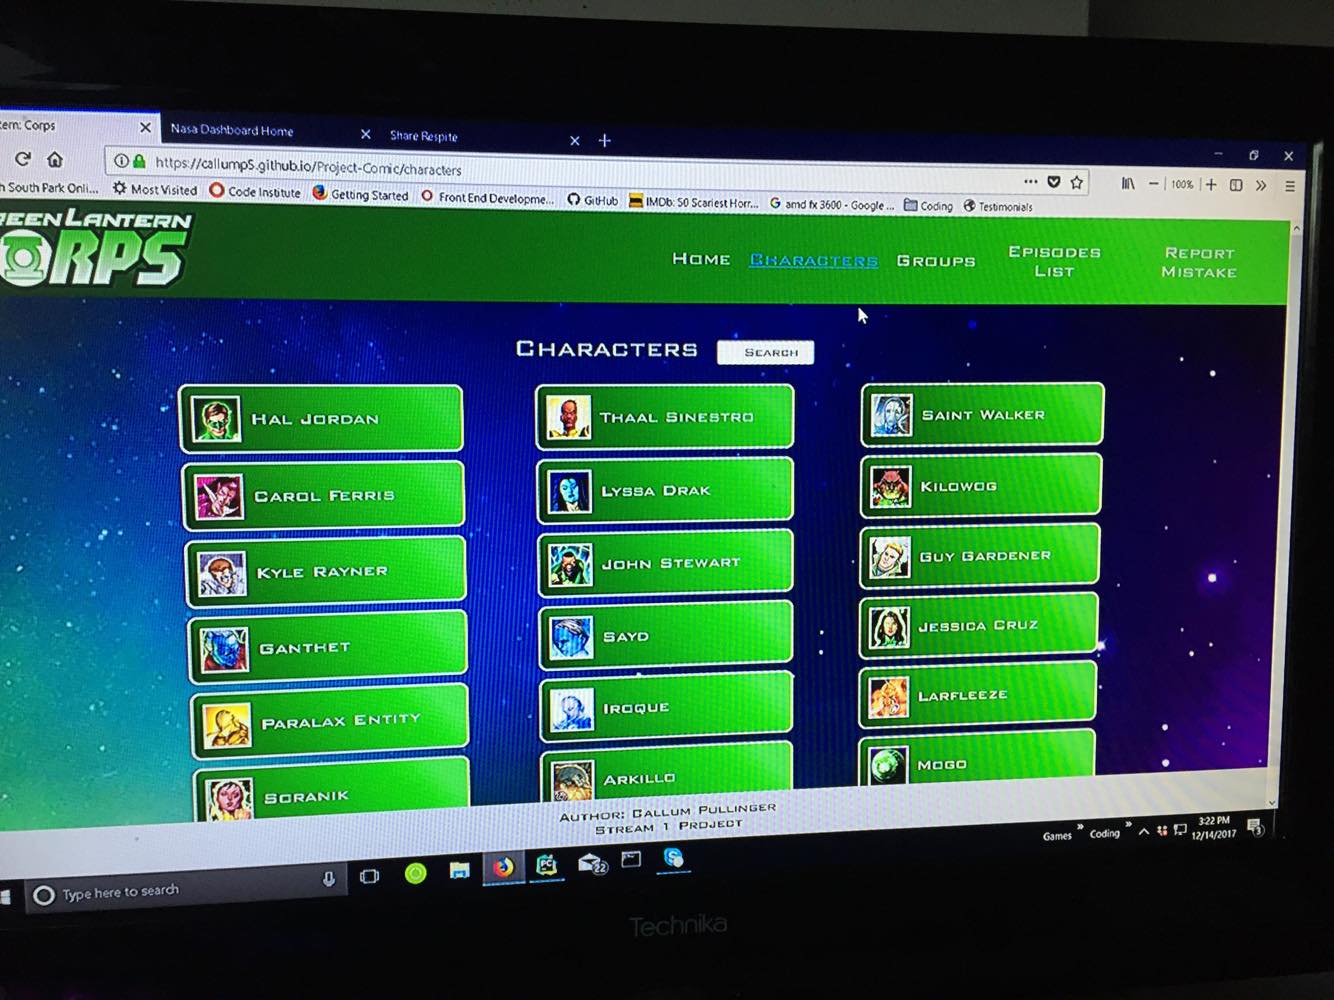 ern: Corps
Nasa Dashboard Home
Share Respite
https://callump5.github.io/Project-Comic/characters
100%
South Park Onli...
Most Visited
Code Institute
Getting Started
Front End Developme...
GitHub
IMDb: 50 Scariest Horr...
amd fx 3600 - Google ...
Coding
Testimonials
REEN LANTERN
CORPS
HOME
CHARACTERS
GROUPS
EPISODES
LIST
REPORT
MISTAKE
CHARACTERS
SEARCH
HAL JORDAN
THAAL SINESTRO
SAINT WALKER
CAROL FERRIS
LYSSA DRAK
KILOWOG
KYLE RAYNER
JOHN STEWART
GUY GARDENER
GANTHET
SAYD
JESSICA CRUZ
PARALAX ENTITY
IROQUE
LARFLEEZE
SORANIK
ARKILLO
MOGO
AUTHOR: CALLUM PULLINGER
STREAM 1 PROJECT
Type here to search
PC
22
Games
Coding
3:22 PM
12/14/2017
3
Technika